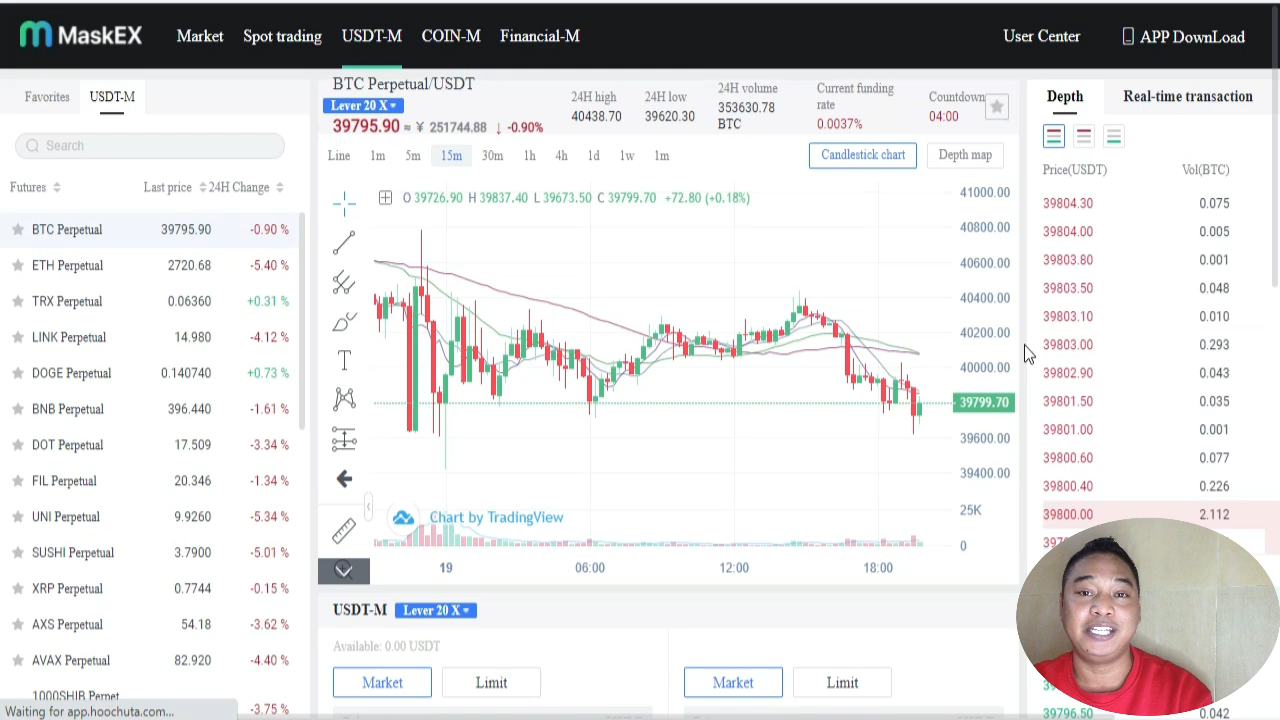 MaskEX
Market Spot trading USDT-M COIN-M Financial-M User Center APP DownLoad
Favorites USDT-M
Search
Futures Last price 24H Change
BTC Perpetual 39795.90 -0.90 %
ETH Perpetual 2720.68 -5.40 %
TRX Perpetual 0.06360 +0.31 %
LINK Perpetual 14.980 -4.12 %
DOGE Perpetual 0.140740 +0.73 %
BNB Perpetual 396.440 -1.61 %
DOT Perpetual 17.509 -3.34 %
FIL Perpetual 20.346 -1.34 %
UNI Perpetual 9.9260 -5.34 %
SUSHI Perpetual 3.7900 -5.01 %
XRP Perpetual 0.7744 -0.15 %
AXS Perpetual 54.18 -3.62 %
AVAX Perpetual 82.920 -4.40 %
1000SHIB Perpet
-3.75 %
Waiting for app.hoochuta.com...
BTC Perpetual/USDT
Lever 20 X
39795.90 ≈ ¥ 251744.88 ↓ -0.90%
24H high
40438.70
24H low
39620.30
24H volume
353630.78
BTC
Current funding
rate
0.0037%
Countdown
04:00
Line 1m 5m 15m 30m 1h 4h 1d 1w 1m
Candlestick chart Depth map
O 39726.90 H 39837.40 L 39673.50 C 39799.70 +72.80 (+0.18%)
41000.00
40800.00
40600.00
40400.00
40200.00
40000.00
39799.70
39600.00
39400.00
25K
0
Chart by TradingView
19 06:00 12:00 18:00
USDT-M Lever 20 X
Available: 0.00 USDT
Market Limit Market Limit
Depth Real-time transaction
Price(USDT) Vol(BTC)
39804.30 0.075
39804.00 0.005
39803.80 0.001
39803.50 0.048
39803.10 0.010
39803.00 0.293
39802.90 0.043
39801.50 0.035
39801.00 0.001
39800.60 0.077
39800.40 0.226
39800.00 2.112
39796.50 0.042